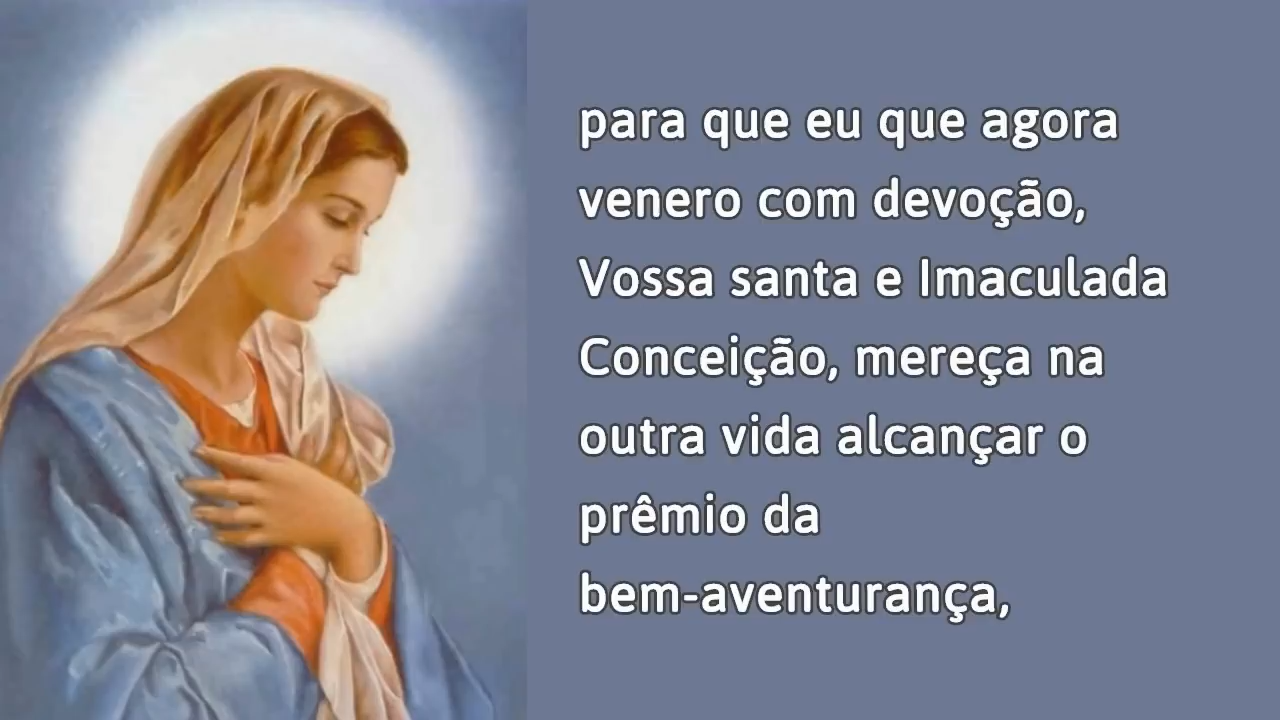 para que eu que agora
venero com devoção,
Vossa santa e Imaculada
Conceição, mereça na
outra vida alcançar o
prêmio da
bem-aventurança,